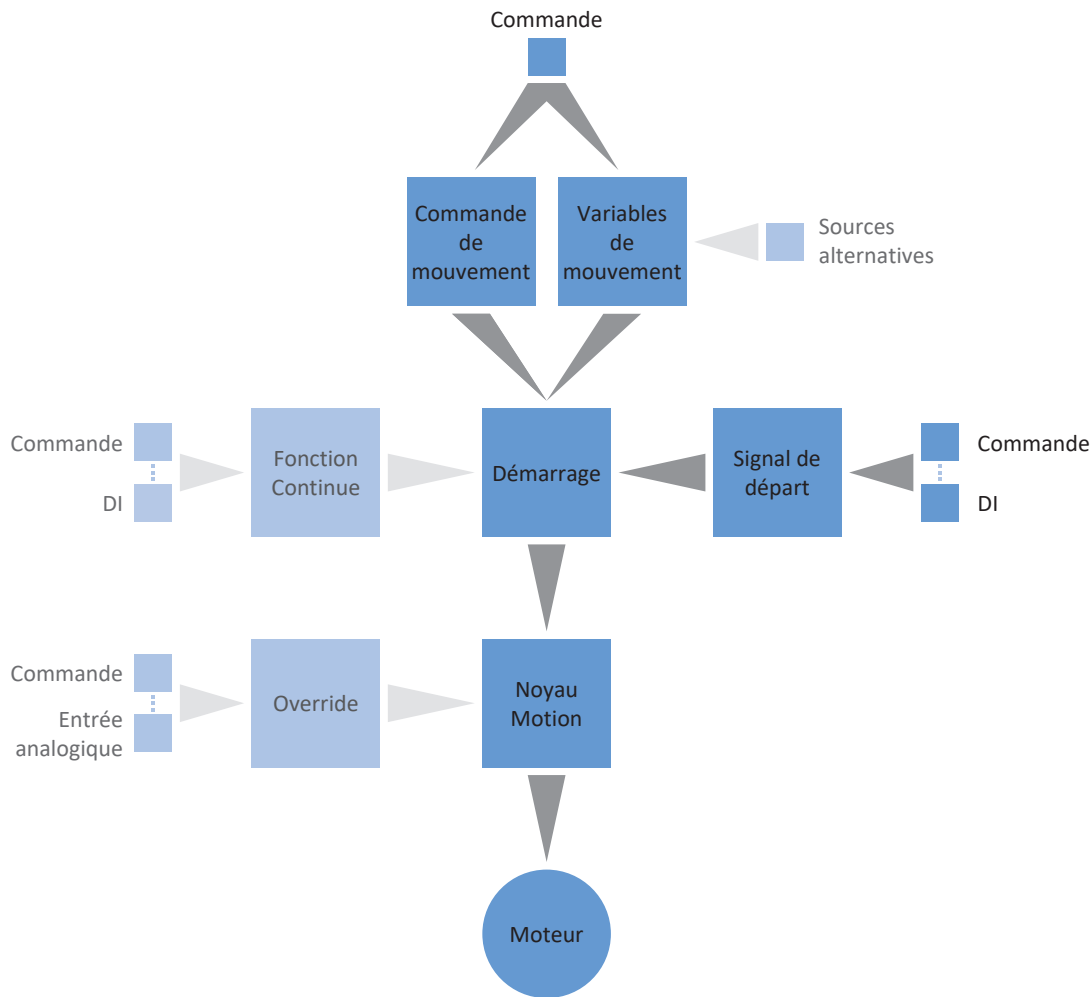 Commande
Commande
de
mouvement
Variables
de
mouvement
Sources
alternatives
Commande
DI
Fonction
Continue
Démarrage
Signal de
départ
Commande
DI
Commande
Entrée
analogique
Override
Noyau
Motion
Moteur